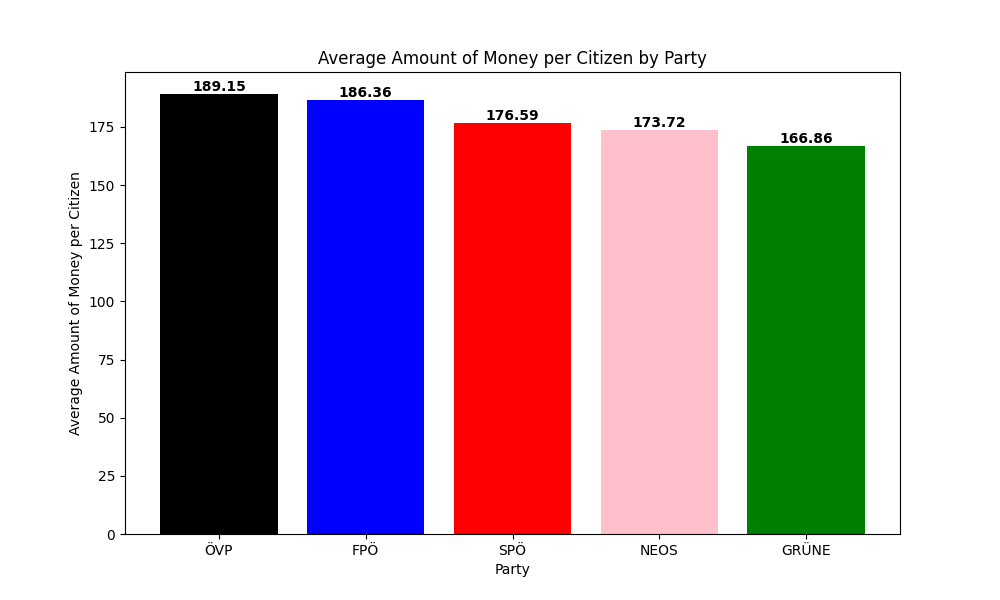 Average Amount of Money per Citizen by Party
Average Amount of Money per Citizen
175
150
125
100
75
50
25
0
189.15
186.36
176.59
173.72
166.86
ÖVP
FPÖ
SPÖ
NEOS
GRÜNE
Party